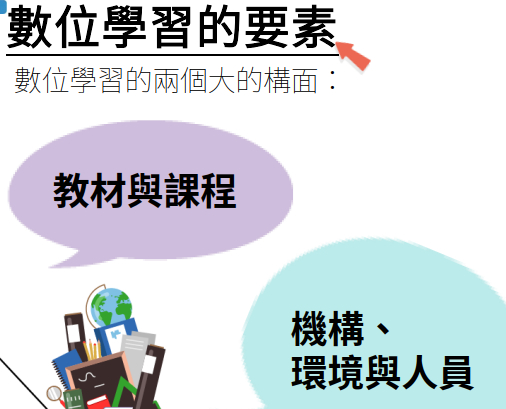 數位學習的要素
數位學習的兩個大的構面：
教材與課程
機構、
環境與人員